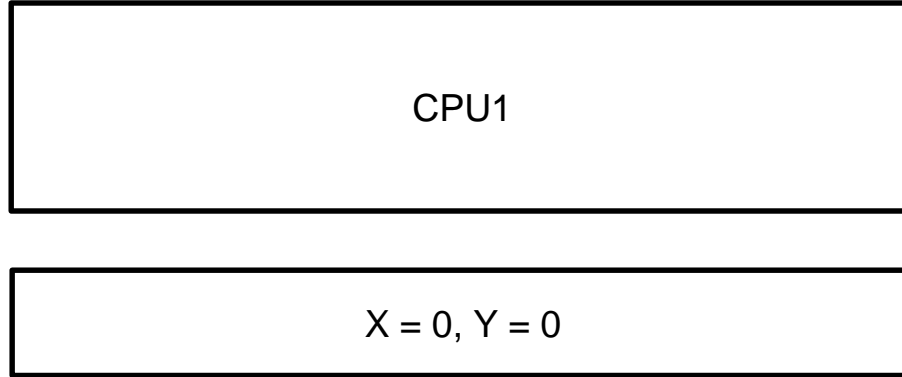 CPU1
X = 0, Y = 0